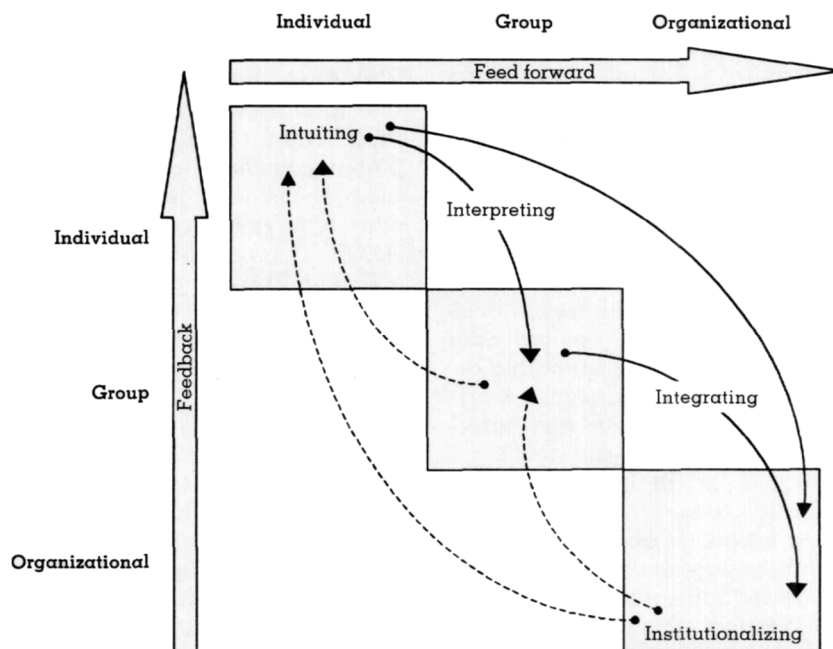 Individual Group Organizational
Feed forward
Intuiting
Interpreting
Individual
Feedback
Group
Integrating
Organizational
Institutionalizing